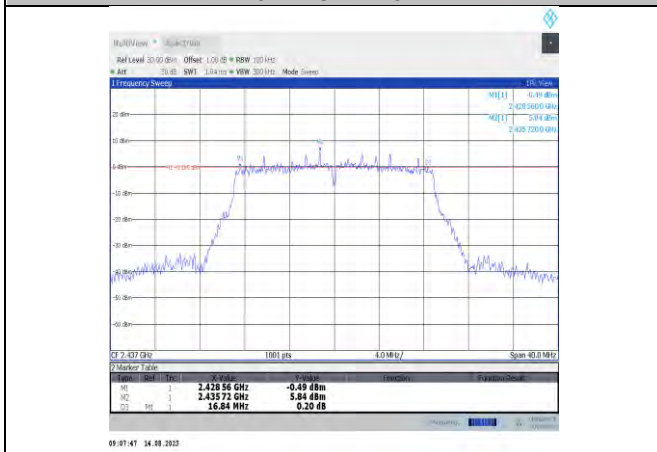 MultiView Spectrum
Ref Level 30.00 dBm Offset 1.00 dB RBW 100 kHz
Att 30 dB SWT 1.04 ms VBW 300 kHz Mode Sweep
1 Frequency Sweep 1Pk View
M1[1] -0.49 dBm
2.428 5600 GHz
M2[1] 5.84 dBm
2.435 7200 GHz
20 dBm
10 dBm
0 dBm
M1
M2
D3
-10 dBm
-20 dBm
-30 dBm
-40 dBm
-50 dBm
-60 dBm
CF 2.437 GHz 1001 pts 4.0 MHz/ Span 40.0 MHz
2 Marker Table
Type Ref Trc X-Value Y-Value Function Function Result
M1 1 2.428 56 GHz -0.49 dBm
M2 1 2.435 72 GHz 5.84 dBm
D3 M1 1 16.84 MHz 0.20 dB
09:07:47 14.08.2023